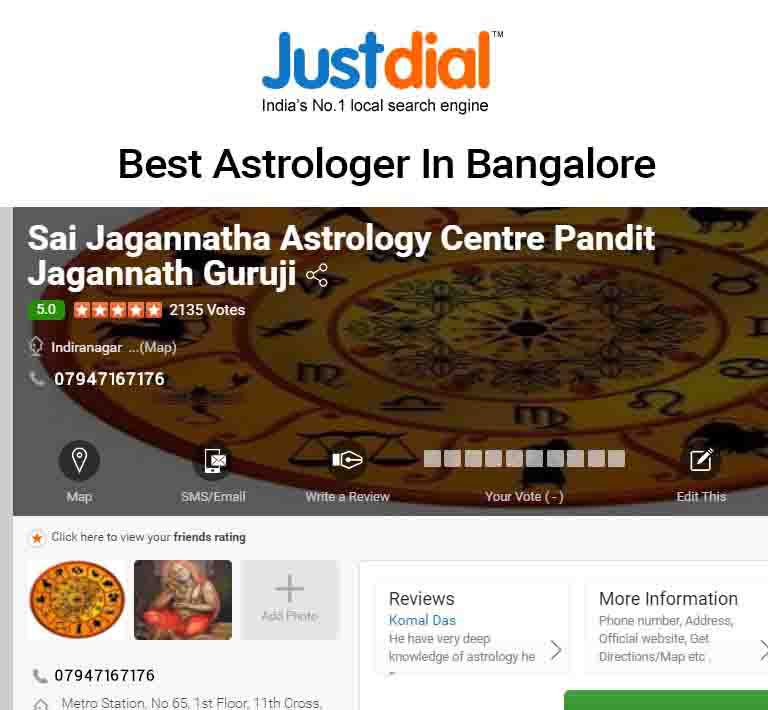 Justdial™
India's No.1 local search engine
Best Astrologer In Bangalore
Sai Jagannatha Astrology Centre Pandit
Jagannath Guruji
5.0 2135 Votes
Indiranagar ...(Map)
07947167176
Map SMS/Email Write a Review Your Vote ( - ) Edit This
Click here to view your friends rating
Add Photo
Reviews
Komal Das
He have very deep
knowledge of astrology he
More Information
Phone number, Address,
Official website, Get
Directions/Map etc .
07947167176
Metro Station, No 65, 1st Floor, 11th Cross,